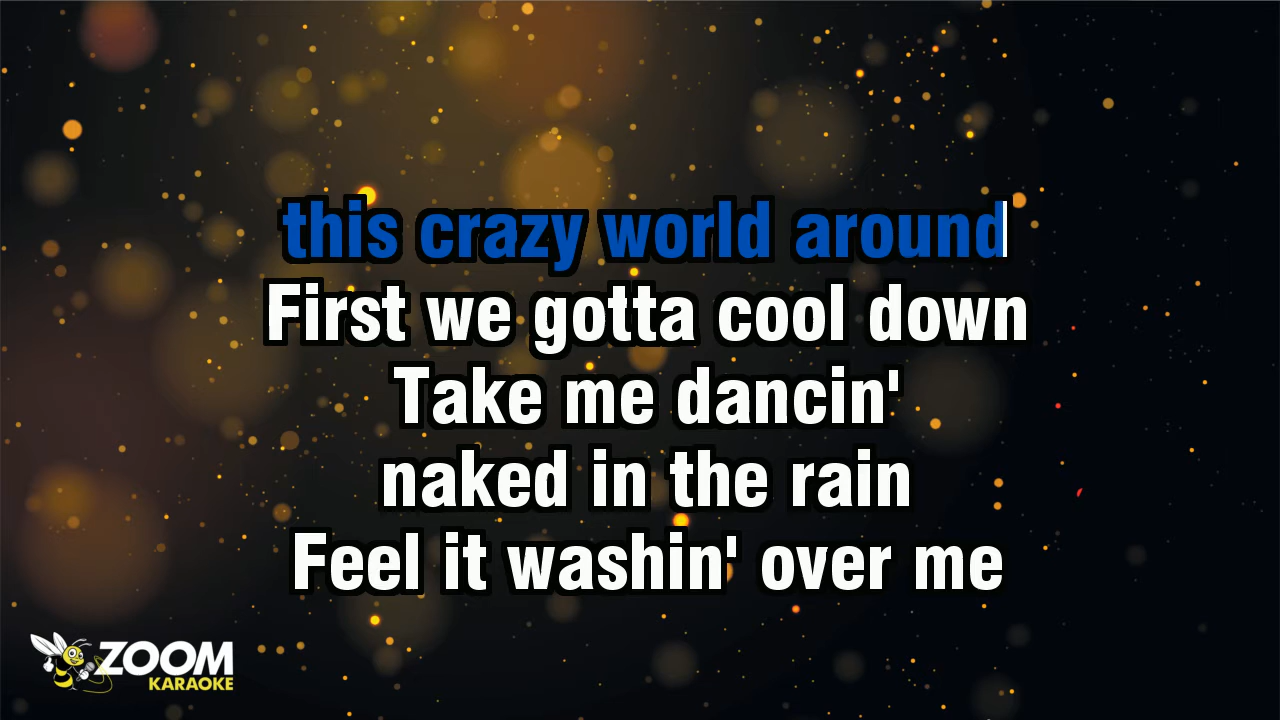 this crazy world around
First we gotta cool down
Take me dancin'
naked in the rain
Feel it washin' over me
ZOOM
KARAOKE